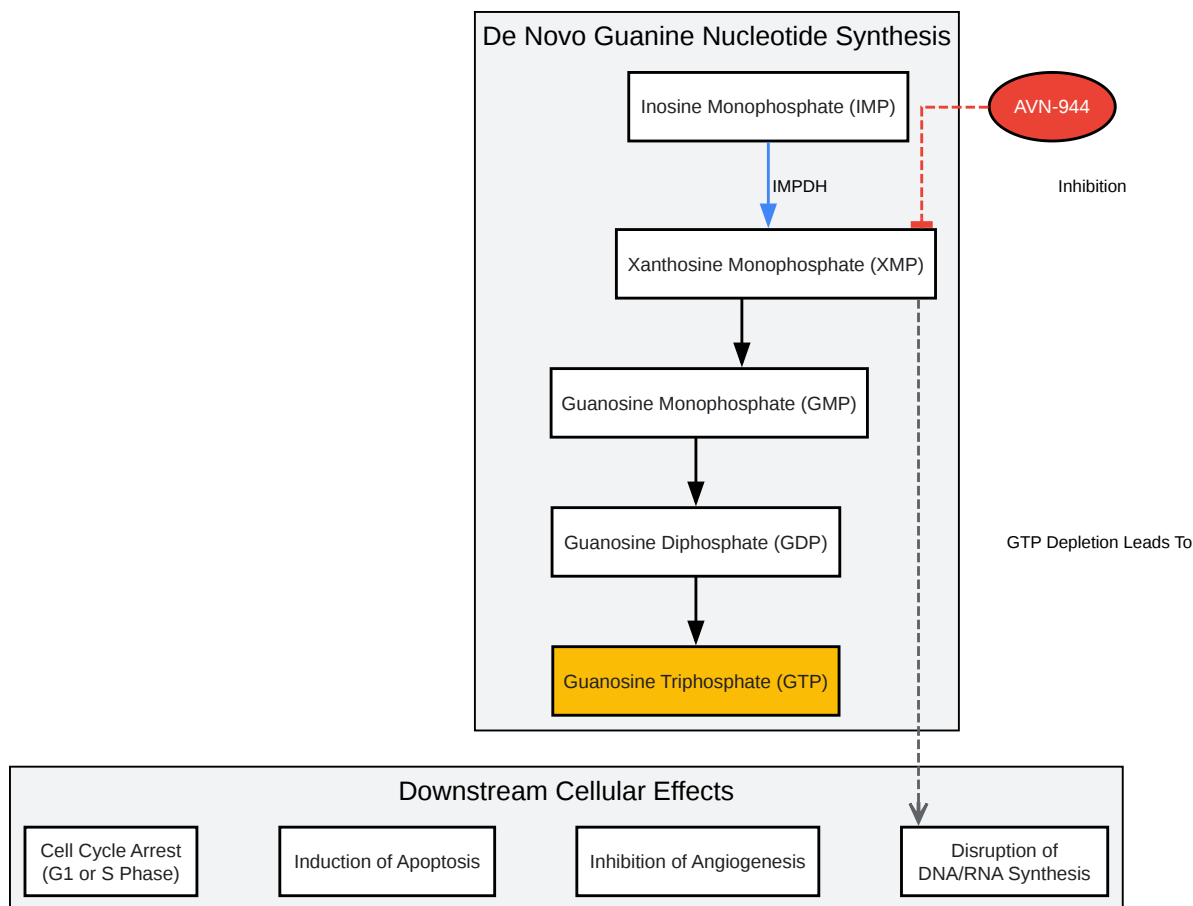 De Novo Guanine Nucleotide Synthesis
Inosine Monophosphate (IMP)
AVN-944
IMPDH
Inhibition
Xanthosine Monophosphate (XMP)
Guanosine Monophosphate (GMP)
Guanosine Diphosphate (GDP)
GTP Depletion Leads To
Guanosine Triphosphate (GTP)
Downstream Cellular Effects
Cell Cycle Arrest
(G1 or S Phase)
Induction of Apoptosis
Inhibition of Angiogenesis
Disruption of
DNA/RNA Synthesis